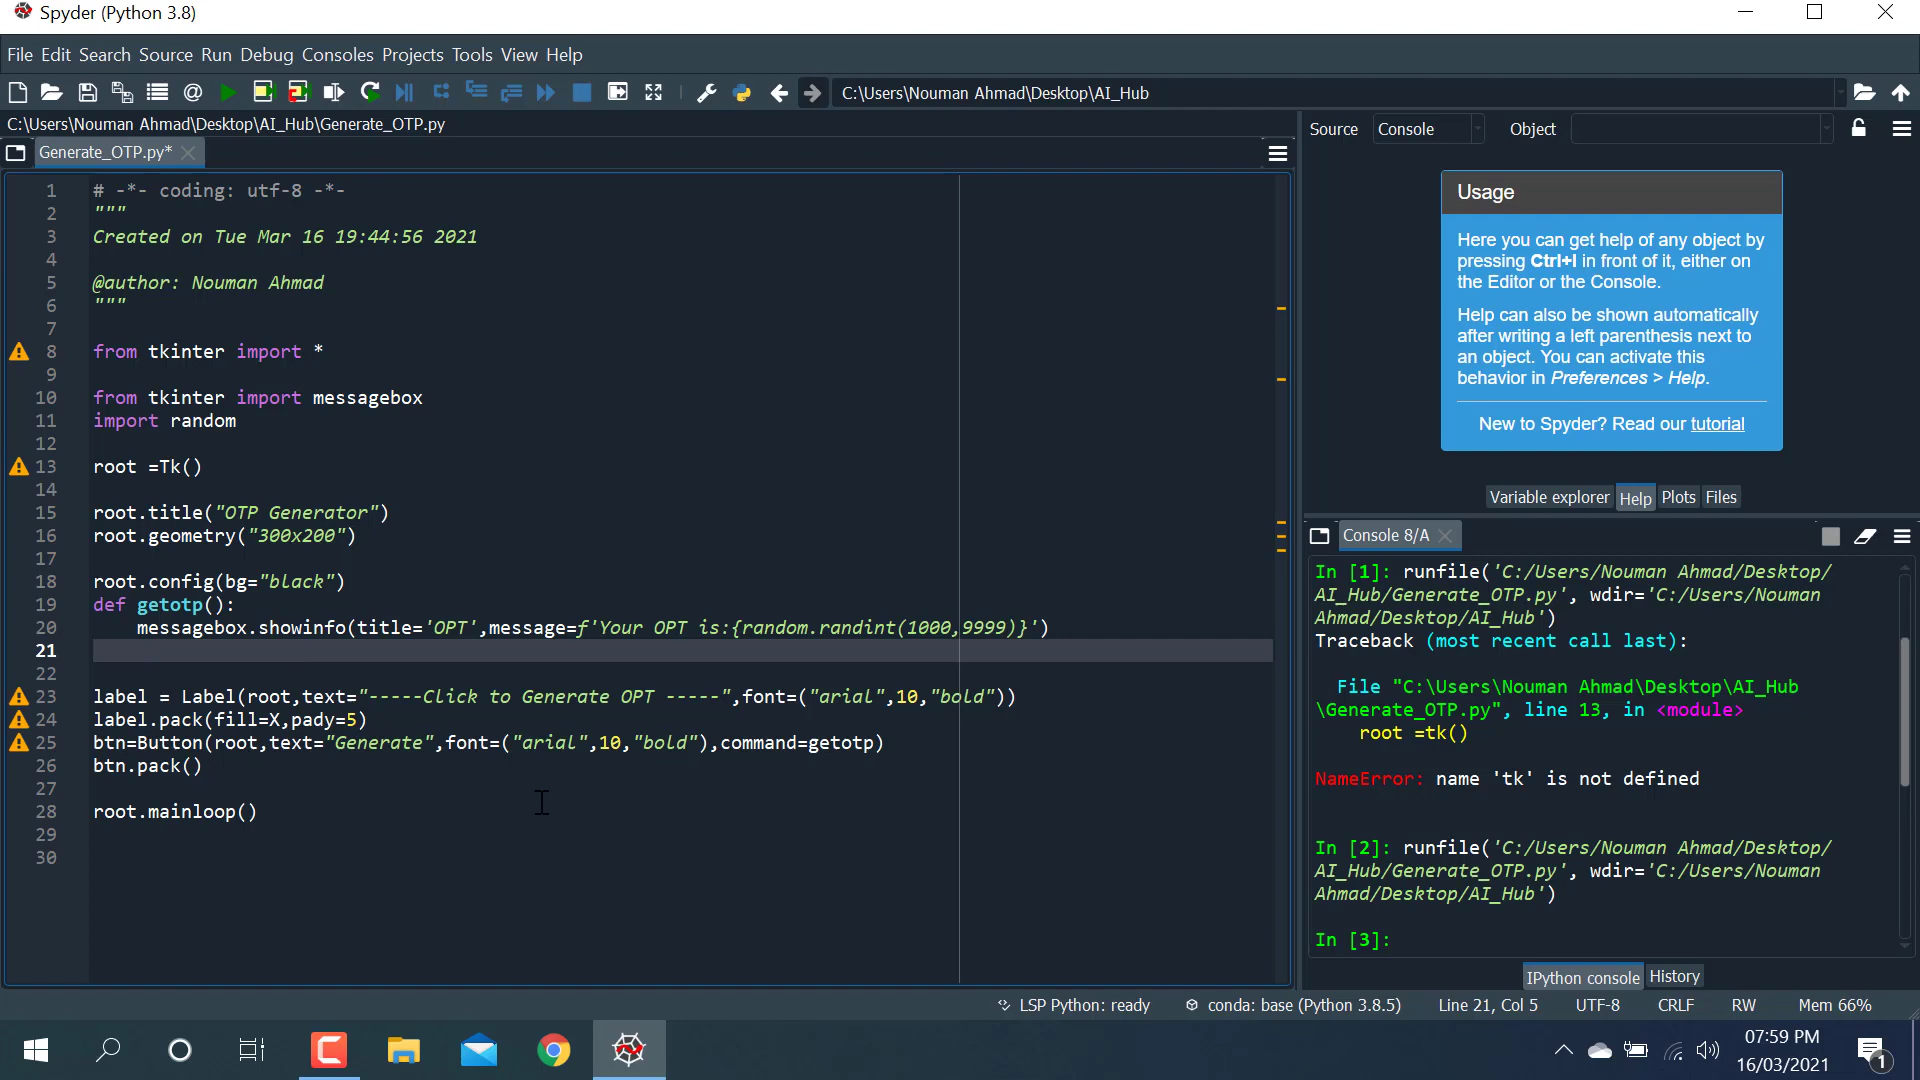 Spyder (Python 3.8)
File Edit Search Source Run Debug Consoles Projects Tools View Help
C:\Users\Nouman Ahmad\Desktop\AI_Hub
C:\Users\Nouman Ahmad\Desktop\AI_Hub\Generate_OTP.py
Generate_OTP.py*
1 # -*- coding: utf-8 -*-
2 """
3 Created on Tue Mar 16 19:44:56 2021
4
5 @author: Nouman Ahmad
6 """
7
8 from tkinter import *
9
10 from tkinter import messagebox
11 import random
12
13 root =Tk()
14
15 root.title("OTP Generator")
16 root.geometry("300x200")
17
18 root.config(bg="black")
19 def getotp():
20 messagebox.showinfo(title='OPT',message=f'Your OPT is:{random.randint(1000,9999)}')
21
22
23 label = Label(root,text="-----Click to Generate OPT -----",font=("arial",10,"bold"))
24 label.pack(fill=X,pady=5)
25 btn=Button(root,text="Generate",font=("arial",10,"bold"),command=getotp)
26 btn.pack()
27
28 root.mainloop()
29
30
Source Console Object
Usage
Here you can get help of any object by
pressing Ctrl+I in front of it, either on
the Editor or the Console.
Help can also be shown automatically
after writing a left parenthesis next to
an object. You can activate this
behavior in Preferences > Help.
New to Spyder? Read our tutorial
Variable explorer Help Plots Files
Console 8/A
In [1]: runfile('C:/Users/Nouman Ahmad/Desktop/
AI_Hub/Generate_OTP.py', wdir='C:/Users/Nouman
Ahmad/Desktop/AI_Hub')
Traceback (most recent call last):
File "C:\Users\Nouman Ahmad\Desktop\AI_Hub
\Generate_OTP.py", line 13, in <module>
root =tk()
NameError: name 'tk' is not defined
In [2]: runfile('C:/Users/Nouman Ahmad/Desktop/
AI_Hub/Generate_OTP.py', wdir='C:/Users/Nouman
Ahmad/Desktop/AI_Hub')
In [3]:
IPython console History
LSP Python: ready conda: base (Python 3.8.5) Line 21, Col 5 UTF-8 CRLF RW Mem 66%
07:59 PM
16/03/2021
1